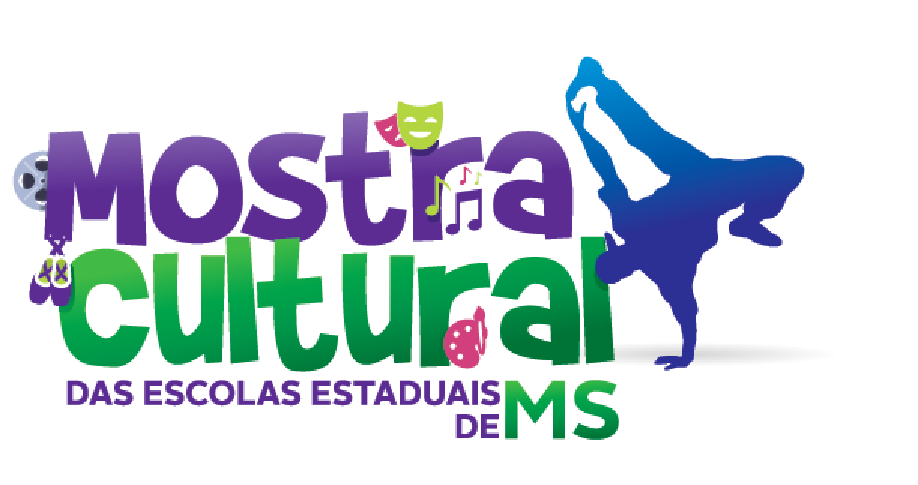 Mostra
Cultural
DAS ESCOLAS ESTADUAIS
DE MS